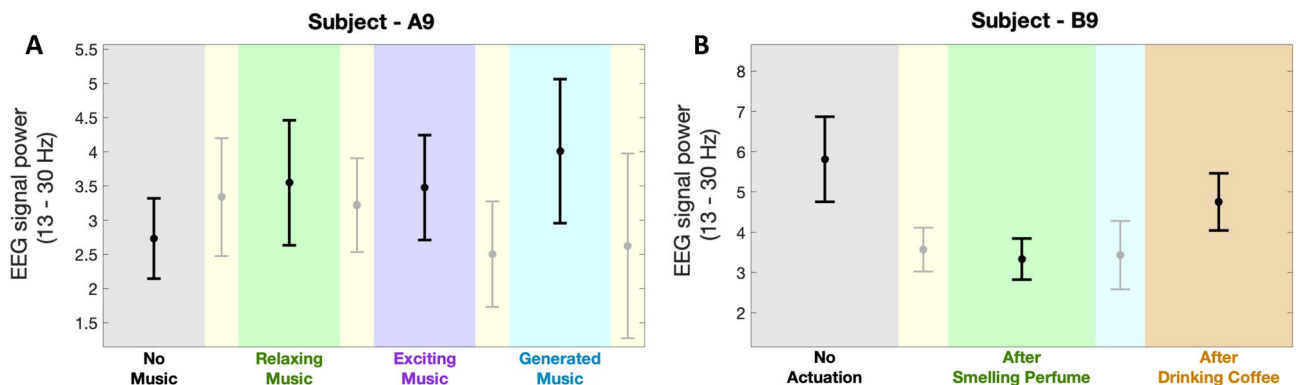 Subject - A9
A
EEG signal power
(13 - 30 Hz)
5.5
5
4.5
4
3.5
3
2.5
2
1.5
No
Music
Relaxing
Music
Exciting
Music
Generated
Music
Subject - B9
B
EEG signal power
(13 - 30 Hz)
8
7
6
5
4
3
2
No
Actuation
After
Smelling Perfume
After
Drinking Coffee